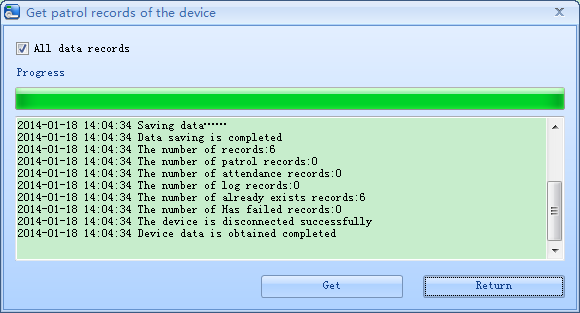 Get patrol records of the device
All data records
Progress
2014-01-18 14:04:34 Saving data……
2014-01-18 14:04:34 Data saving is completed
2014-01-18 14:04:34 The number of records:6
2014-01-18 14:04:34 The number of patrol records:0
2014-01-18 14:04:34 The number of attendance records:0
2014-01-18 14:04:34 The number of log records:0
2014-01-18 14:04:34 The number of already exists records:6
2014-01-18 14:04:34 The number of Has failed records:0
2014-01-18 14:04:34 The device is disconnected successfully
2014-01-18 14:04:34 Device data is obtained completed
Get
Return